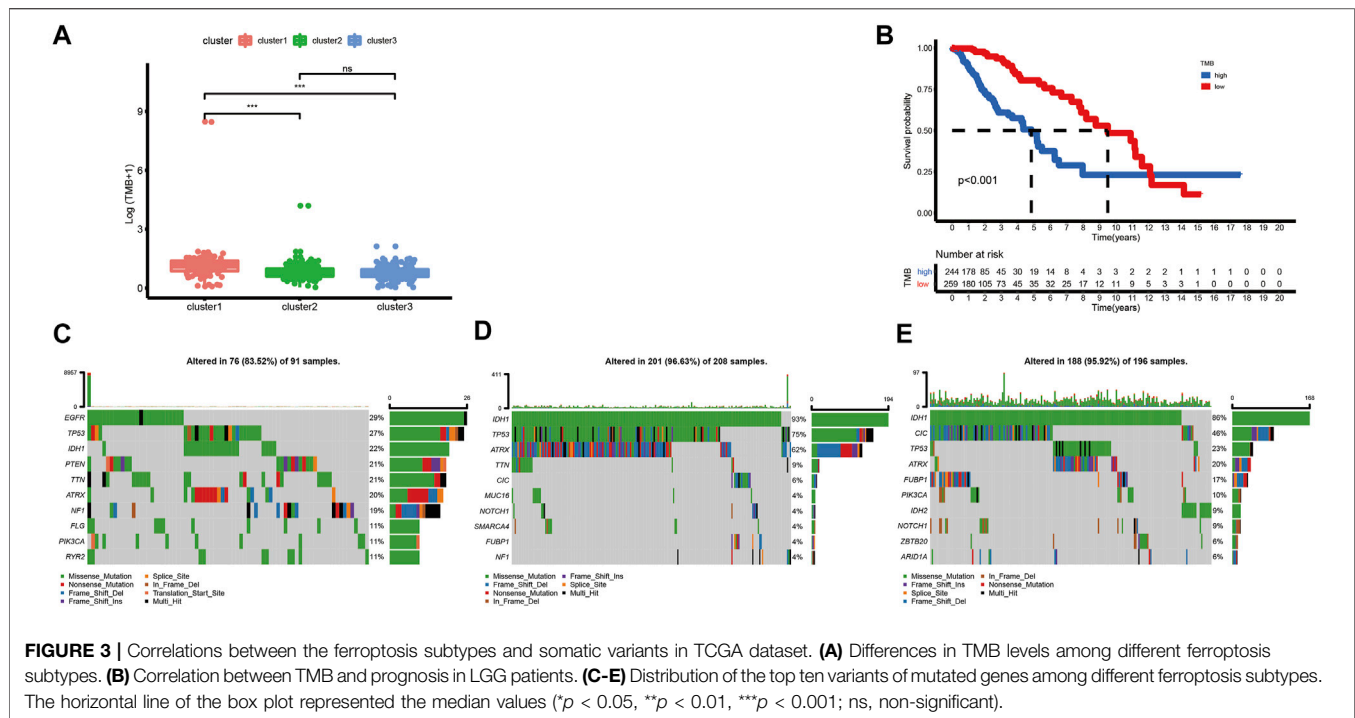 A
cluster cluster1 cluster2 cluster3
ns
***
***
9
6
3
0
Log (TMB+1)
cluster1 cluster2 cluster3
B
1.00
0.75
0.50
0.25
0.00
Survival probability
TMB
high
low
p<0.001
0 1 2 3 4 5 6 7 8 9 10 11 12 13 14 15 16 17 18 19 20
Time(years)
Number at risk
TMB
high 244 178 85 45 30 19 14 8 4 3 3 2 2 2 1 1 1 1 0 0 0
low 259 180 105 73 45 35 32 25 17 12 11 9 5 3 3 1 0 0 0 0 0
0 1 2 3 4 5 6 7 8 9 10 11 12 13 14 15 16 17 18 19 20
Time(years)
C
Altered in 76 (83.52%) of 91 samples.
8957
0
0 26
EGFR 29%
TP53 27%
IDH1 22%
PTEN 21%
TTN 21%
ATRX 20%
NF1 19%
FLG 11%
PIK3CA 11%
RYR2 11%
Missense_Mutation Splice_Site
Nonsense_Mutation In_Frame_Del
Frame_Shift_Del Translation_Start_Site
Frame_Shift_Ins Multi_Hit
D
Altered in 201 (96.63%) of 208 samples.
411
0
0 194
IDH1 93%
TP53 75%
ATRX 62%
TTN 9%
CIC 6%
MUC16 4%
NOTCH1 4%
SMARCA4 4%
FUBP1 4%
NF1 4%
Missense_Mutation Frame_Shift_Ins
Frame_Shift_Del Splice_Site
Nonsense_Mutation Multi_Hit
In_Frame_Del
E
Altered in 188 (95.92%) of 196 samples.
97
0
0 168
IDH1 86%
CIC 46%
TP53 23%
ATRX 20%
FUBP1 17%
PIK3CA 10%
IDH2 9%
NOTCH1 9%
ZBTB20 6%
ARID1A 6%
Missense_Mutation In_Frame_Del
Frame_Shift_Ins Nonsense_Mutation
Splice_Site Multi_Hit
Frame_Shift_Del
FIGURE 3 | Correlations between the ferroptosis subtypes and somatic variants in TCGA dataset. (A) Differences in TMB levels among different ferroptosis
subtypes. (B) Correlation between TMB and prognosis in LGG patients. (C-E) Distribution of the top ten variants of mutated genes among different ferroptosis subtypes.
The horizontal line of the box plot represented the median values (*p < 0.05, **p < 0.01, ***p < 0.001; ns, non-significant).